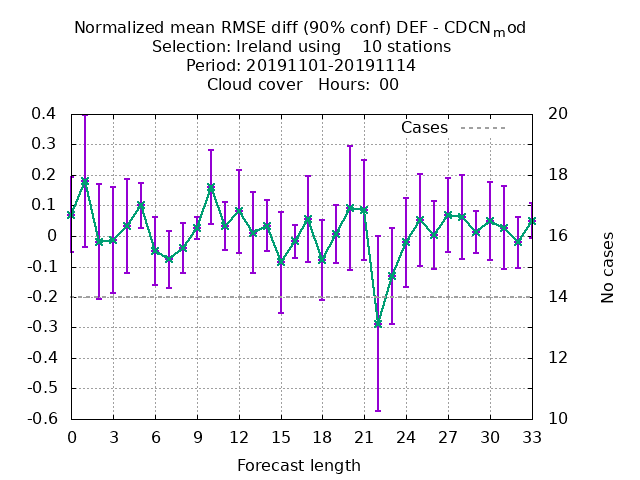 Normalized mean RMSE diff (90% conf) DEF - CDCNmod
Selection: Ireland using 10 stations
Period: 20191101-20191114
Cloud cover Hours: 00
Cases
0.4
0.3
0.2
0.1
0
-0.1
-0.2
-0.3
-0.4
-0.5
-0.6
20
18
16
14
12
10
No cases
0 3 6 9 12 15 18 21 24 27 30 33
Forecast length